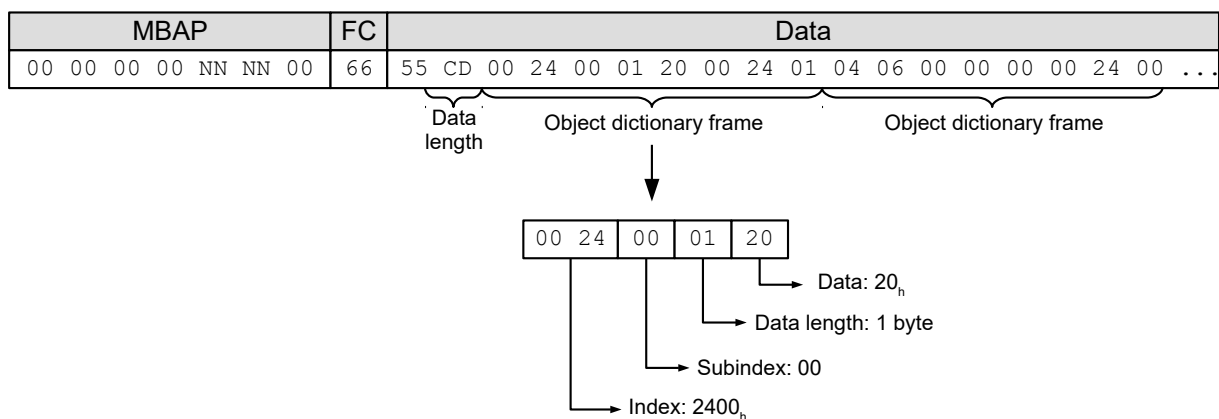 MBAP FC Data
00 00 00 00 NN NN 00 66 55 CD 00 24 00 01 20 00 24 01 04 06 00 00 00 00 24 00 ...
Data length Object dictionary frame Object dictionary frame
00 24 00 01 20
Data: 20h
Data length: 1 byte
Subindex: 00
Index: 2400h